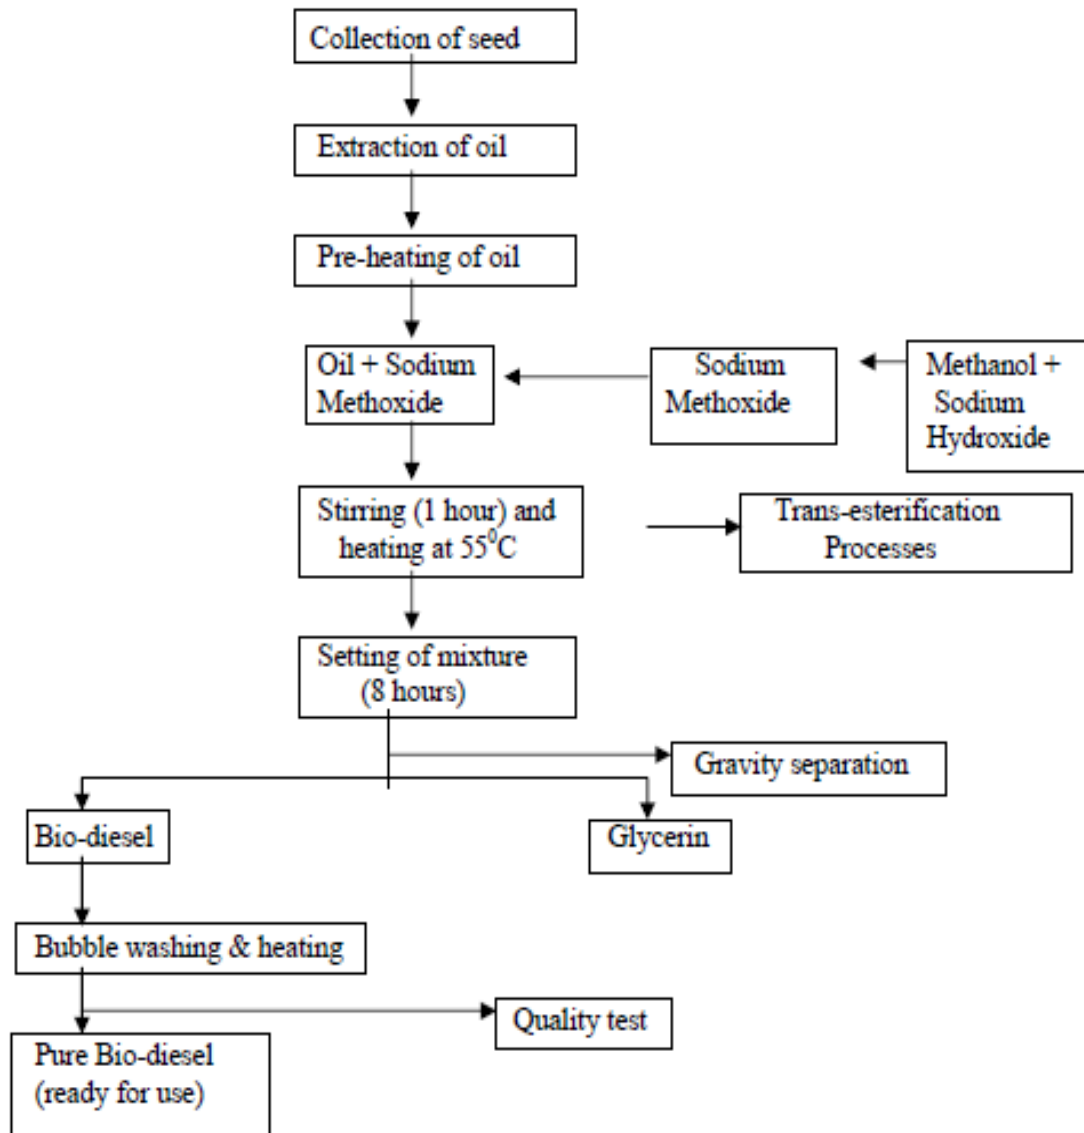 Collection of seed
Extraction of oil
Pre-heating of oil
Oil + Sodium
Methoxide
Sodium
Methoxide
Methanol +
Sodium
Hydroxide
Stirring (1 hour) and
heating at 55⁰C
Trans-esterification
Processes
Setting of mixture
(8 hours)
Gravity separation
Bio-diesel
Glycerin
Bubble washing & heating
Quality test
Pure Bio-diesel
(ready for use)